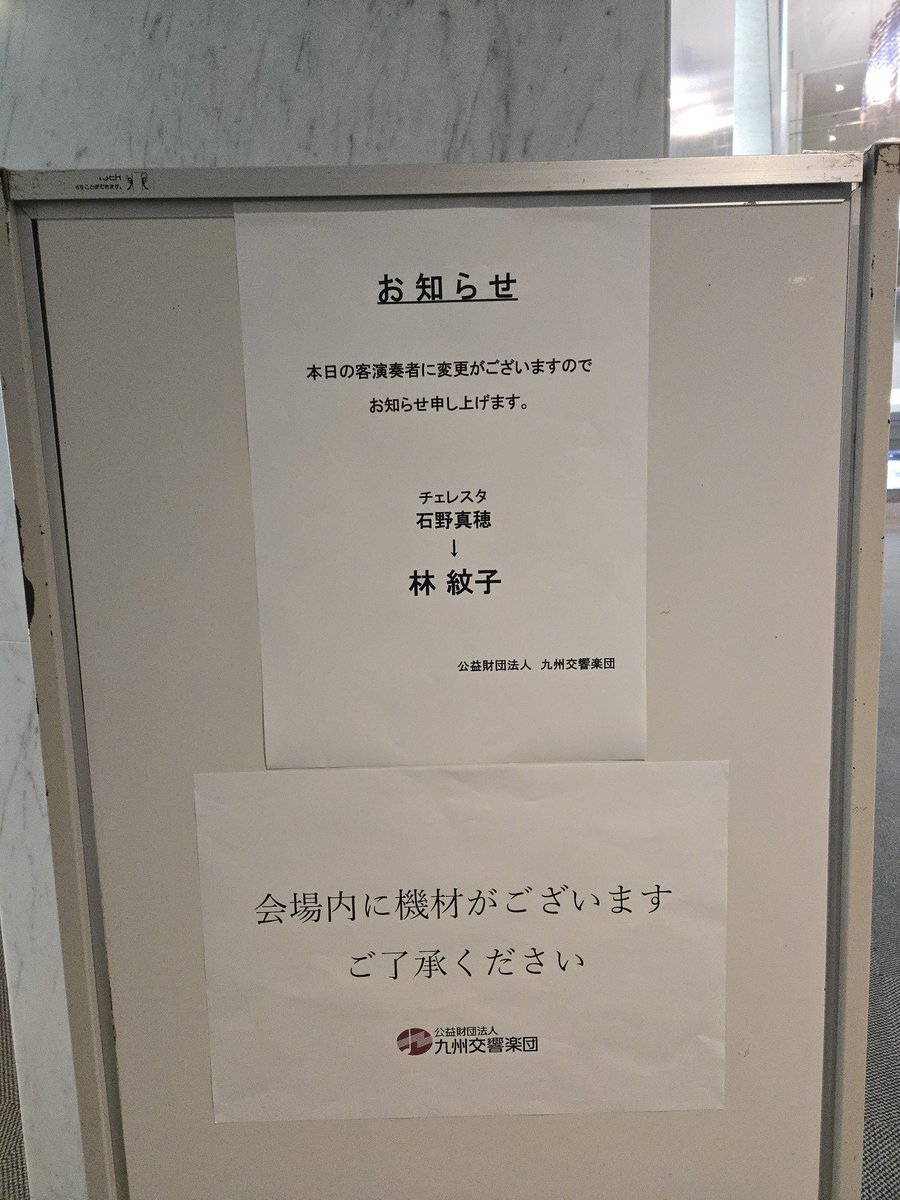 お知らせ
本日の客演奏者に変更がございますので
お知らせ申し上げます。
チェレスタ
石野真穂
↓
林 紋子
公益財団法人 九州交響楽団
会場内に機材がございます
ご了承ください
公益財団法人
九州交響楽団